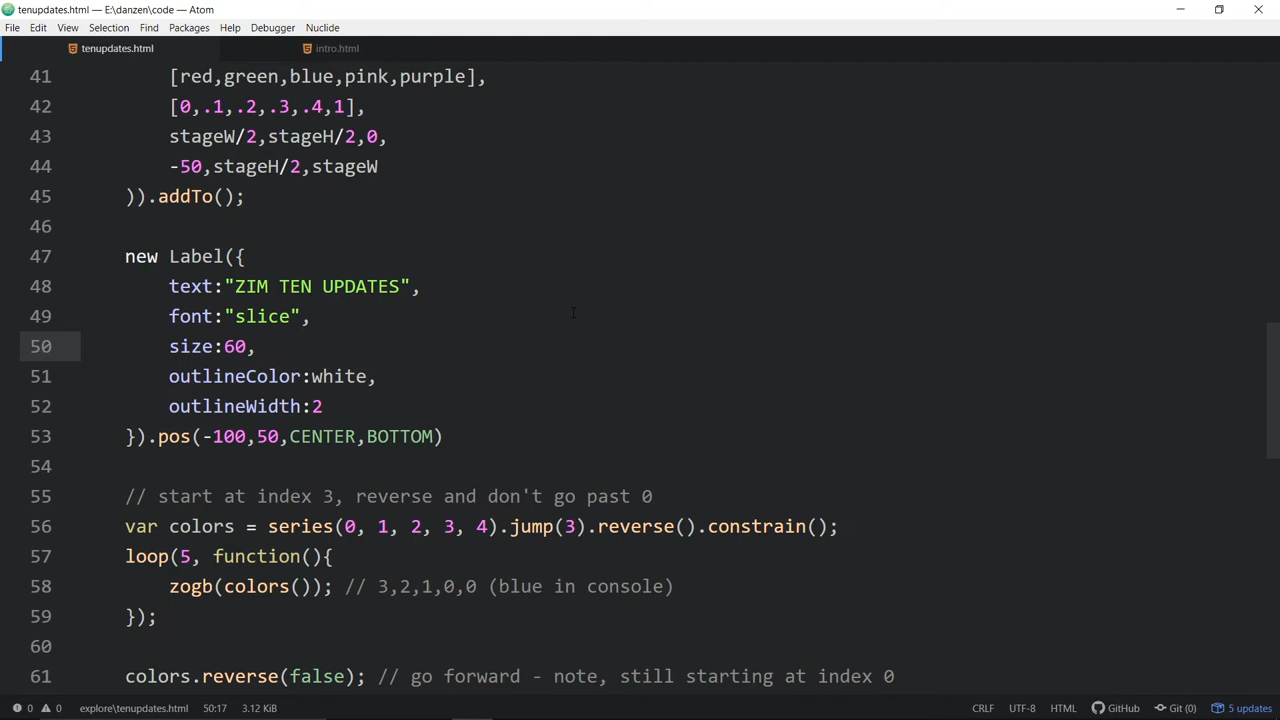 tenupdates.html — E:\danzen\code — Atom
File Edit View Selection Find Packages Help Debugger Nuclide
tenupdates.html intro.html
41 [red,green,blue,pink,purple],
42 [0,.1,.2,.3,.4,1],
43 stageW/2,stageH/2,0,
44 -50,stageH/2,stageW
45 )).addTo();
46
47 new Label({
48 text:"ZIM TEN UPDATES",
49 font:"slice",
50 size:60,
51 outlineColor:white,
52 outlineWidth:2
53 }).pos(-100,50,CENTER,BOTTOM)
54
55 // start at index 3, reverse and don't go past 0
56 var colors = series(0, 1, 2, 3, 4).jump(3).reverse().constrain();
57 loop(5, function(){
58 zogb(colors()); // 3,2,1,0,0 (blue in console)
59 });
60
61 colors.reverse(false); // go forward - note, still starting at index 0
0 0 explore\tenupdates.html 50:17 3.12 KiB CRLF UTF-8 HTML GitHub Git (0) 5 updates